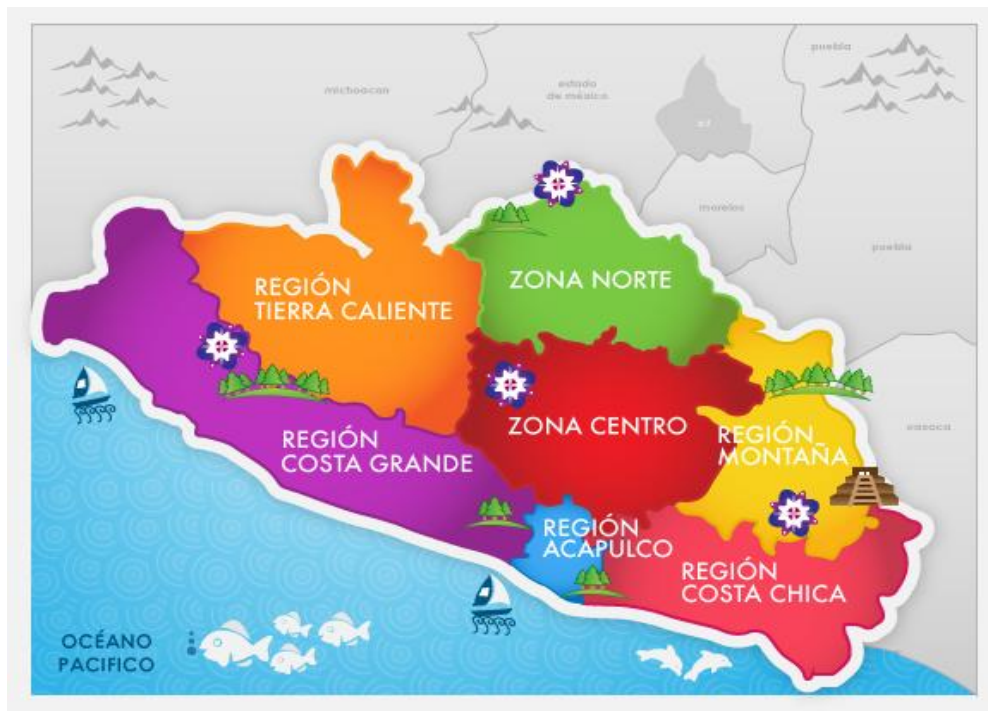 puebla
michoacan
estado
de méxico
d.f
morelos
puebla
ZONA NORTE
REGIÓN
TIERRA CALIENTE
ZONA CENTRO
oaxaca
REGIÓN
MONTAÑA
REGIÓN
COSTA GRANDE
REGIÓN
ACAPULCO
REGIÓN
COSTA CHICA
OCÉANO
PACIFICO